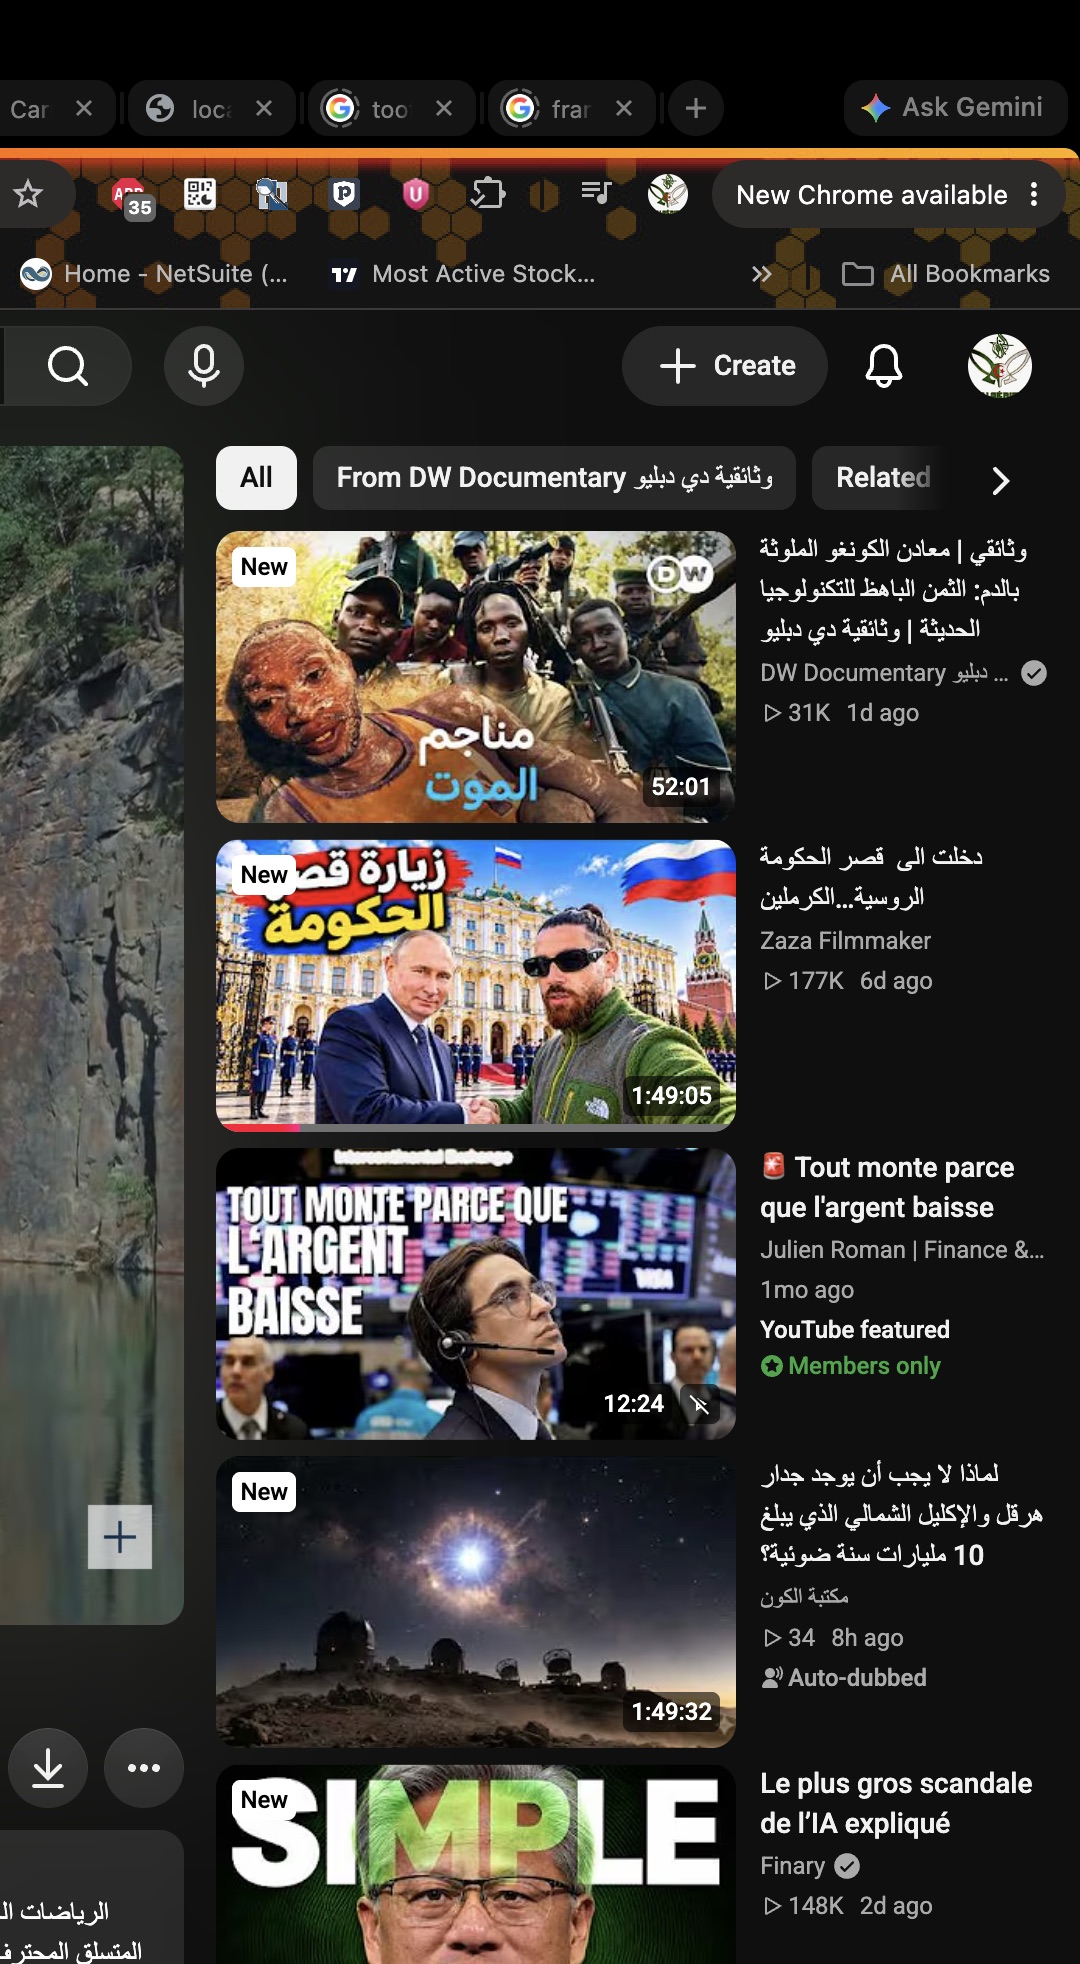 Car
loc
too
frar
Ask Gemini
35
New Chrome available
Home - NetSuite (...
Most Active Stock...
All Bookmarks
Create
All
From DW Documentary وثائقية دي دبليو
Related
New
DW
مناجم
الموت
52:01
وثائقي | معادن الكونغو الملوثة
بالدم: الثمن الباهظ للتكنولوجيا
الحديثة | وثائقية دي دبليو
DW Documentary دبليو ...
31K 1d ago
New
زيارة قصر
الحكومة
1:49:05
دخلت الى قصر الحكومة
الروسية...الكرملين
Zaza Filmmaker
177K 6d ago
Intercontinental Exchange
TOUT MONTE PARCE QUE
L'ARGENT
BAISSE
12:24
🚨 Tout monte parce
que l'argent baisse
Julien Roman | Finance &...
1mo ago
YouTube featured
Members only
New
1:49:32
لماذا لا يجب أن يوجد جدار
هرقل والإكليل الشمالي الذي يبلغ
10 مليارات سنة ضوئية؟
مكتبة الكون
34 8h ago
Auto-dubbed
New
SIMPLE
Le plus gros scandale
de l’IA expliqué
Finary
148K 2d ago
الرياضات ال
المتسلق المحترف